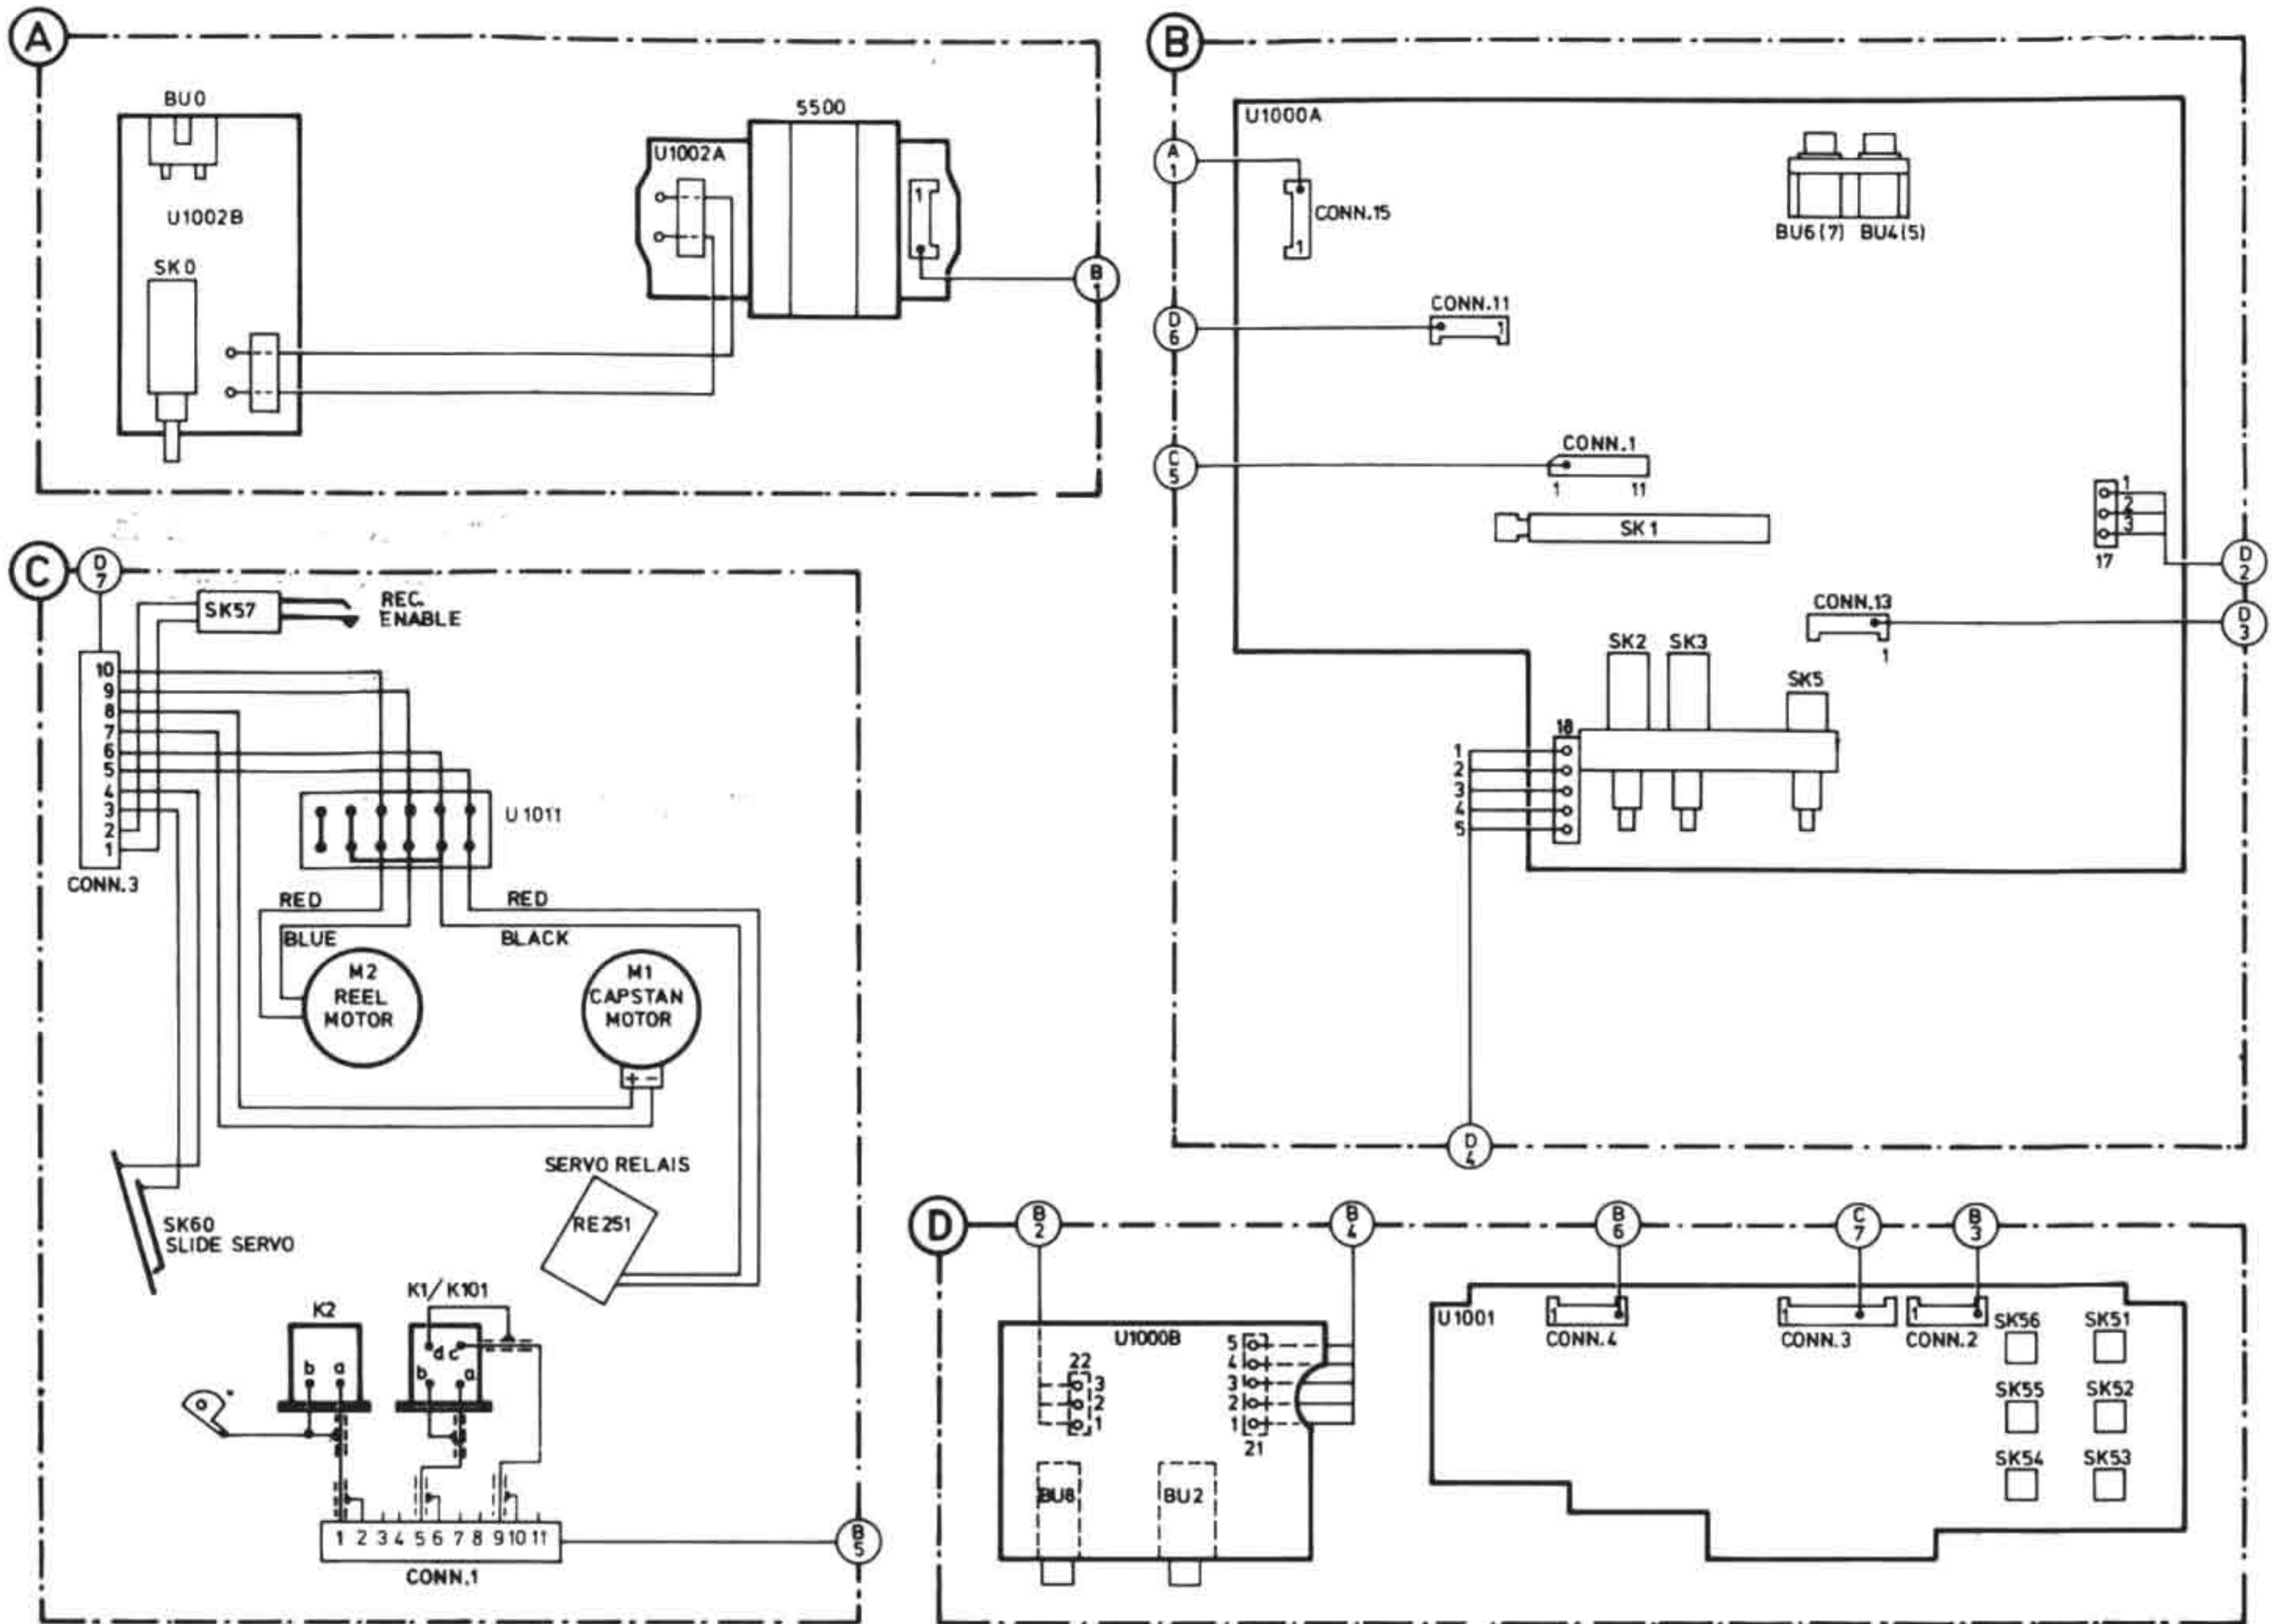 A
BU0
U1002B
SK0
5500
U1002A
1
B
1
B
U1000A
A
1
CONN.15
1
BU6(7) BU4(5)
D
6
CONN.11
1
C
5
CONN.1
1 11
SK1
1
2
3
17
D
2
CONN.13
1
D
3
SK2 SK3
SK5
18
1
2
3
4
5
D
4
C
D
7
SK57
REC.
ENABLE
10
9
8
7
6
5
4
3
2
1
CONN.3
U1011
RED
BLUE
RED
BLACK
M2
REEL
MOTOR
M1
CAPSTAN
MOTOR
+ -
SERVO RELAIS
RE251
SK60
SLIDE SERVO
K2
b a
K1/K101
d c
b a
1 2 3 4 5 6 7 8 9 10 11
CONN.1
B
5
D
B
2
B
4
B
6
C
7
B
3
U1000B
22
3
2
1
5
4
3
2
1
21
BU8
BU2
U1001
1
CONN.4
1
CONN.3
1
CONN.2
SK56
SK51
SK55
SK52
SK54
SK53